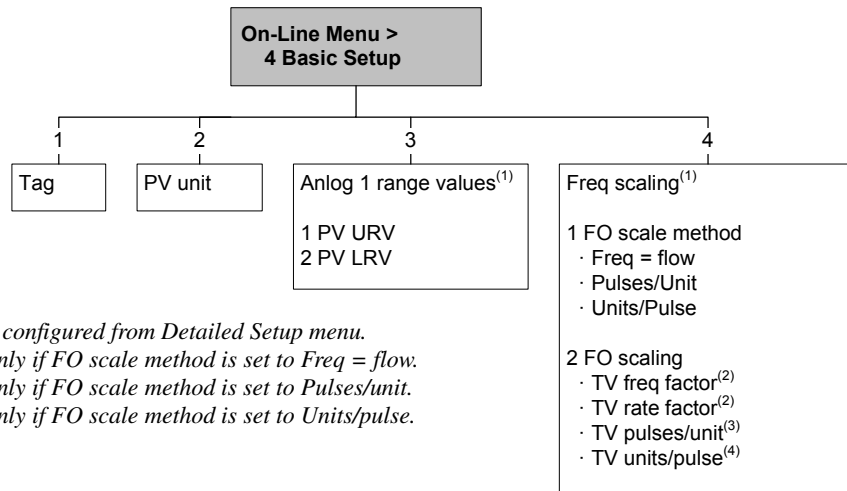 On-Line Menu >
4 Basic Setup
1
2
3
4
Tag
PV unit
Anlog 1 range values(1)
1 PV URV
2 PV LRV
Freq scaling(1)
1 FO scale method
· Freq = flow
· Pulses/Unit
· Units/Pulse
2 FO scaling
· TV freq factor(2)
· TV rate factor(2)
· TV pulses/unit(3)
· TV units/pulse(4)
configured from Detailed Setup menu.
only if FO scale method is set to Freq = flow.
only if FO scale method is set to Pulses/unit.
only if FO scale method is set to Units/pulse.